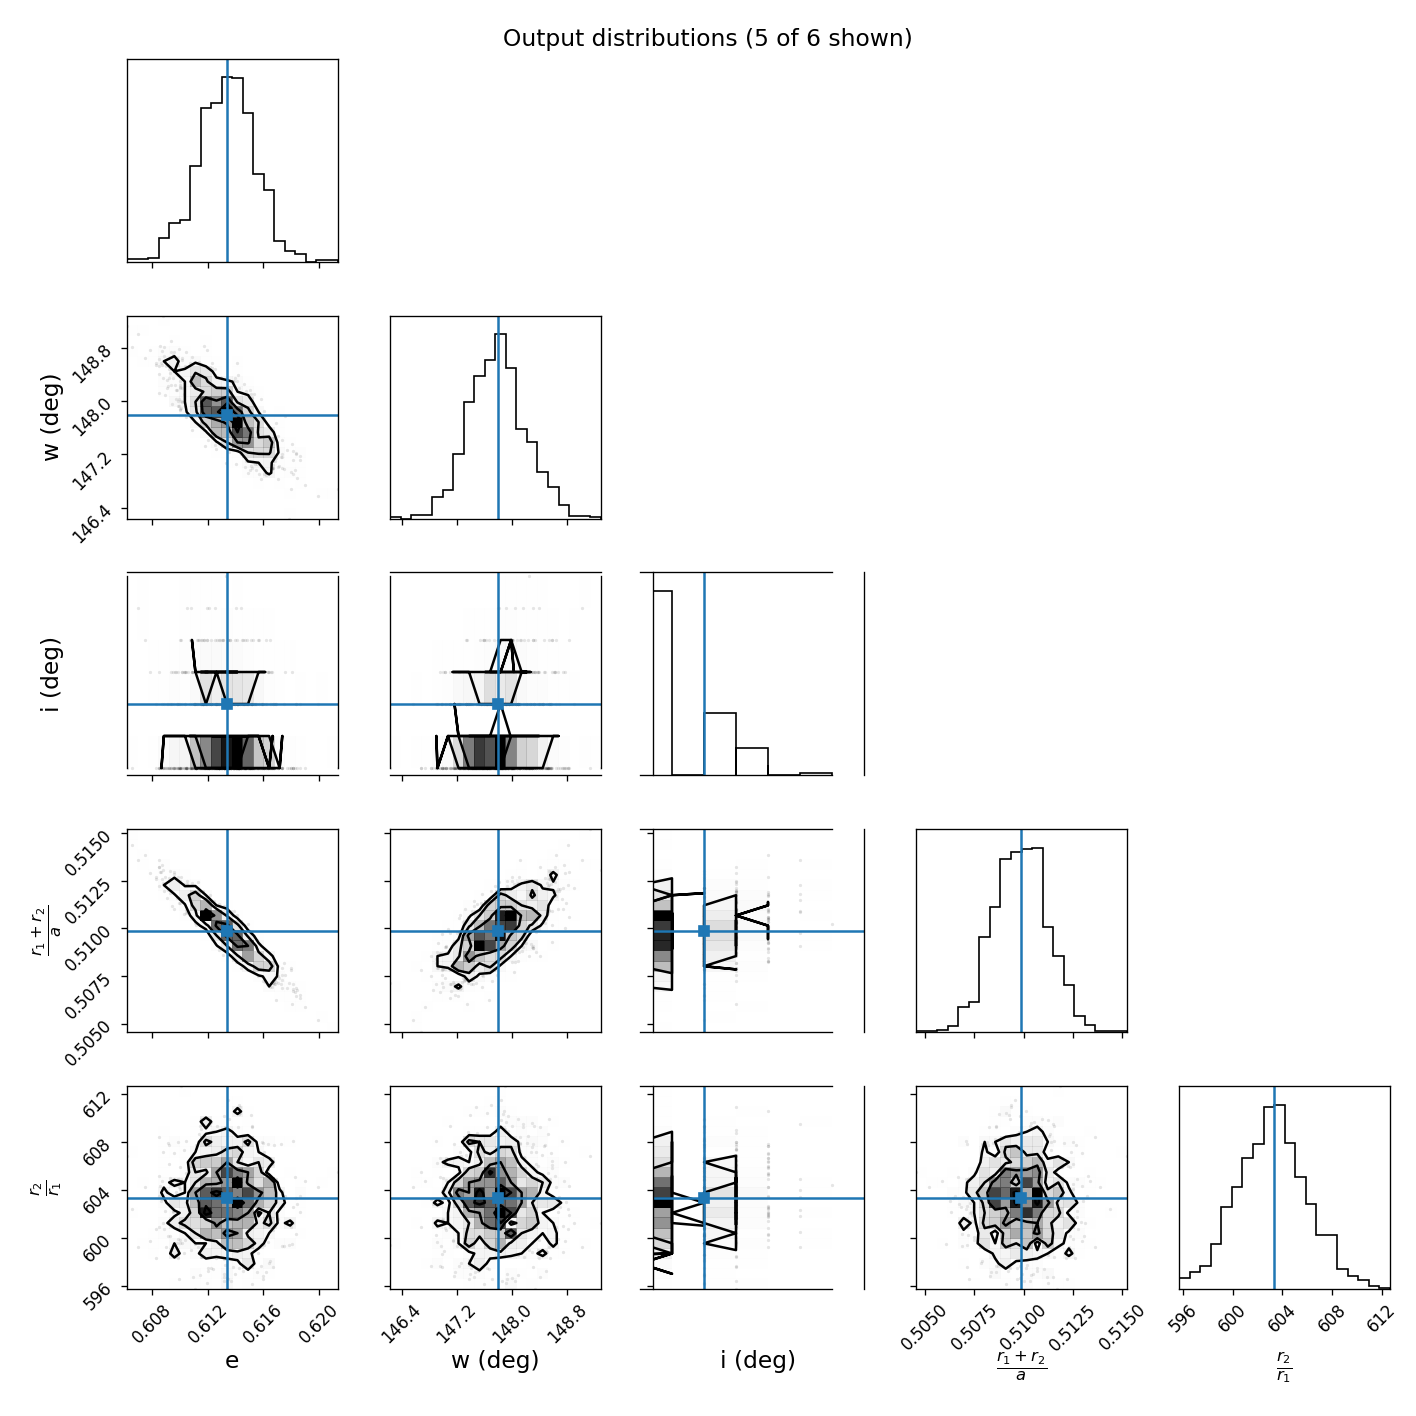 Output distributions (5 of 6 shown)
w (deg)
148.8
148.0
147.2
146.4
i (deg)
r₁ + r₂
a
0.5150
0.5125
0.5100
0.5075
0.5050
r₂
r₁
612
608
604
600
596
0.608 0.612 0.616 0.620
146.4 147.2 148.0 148.8
0.5050 0.5075 0.5100 0.5125 0.5150
596 600 604 608 612
e
w (deg)
i (deg)
r₁ + r₂
a
r₂
r₁